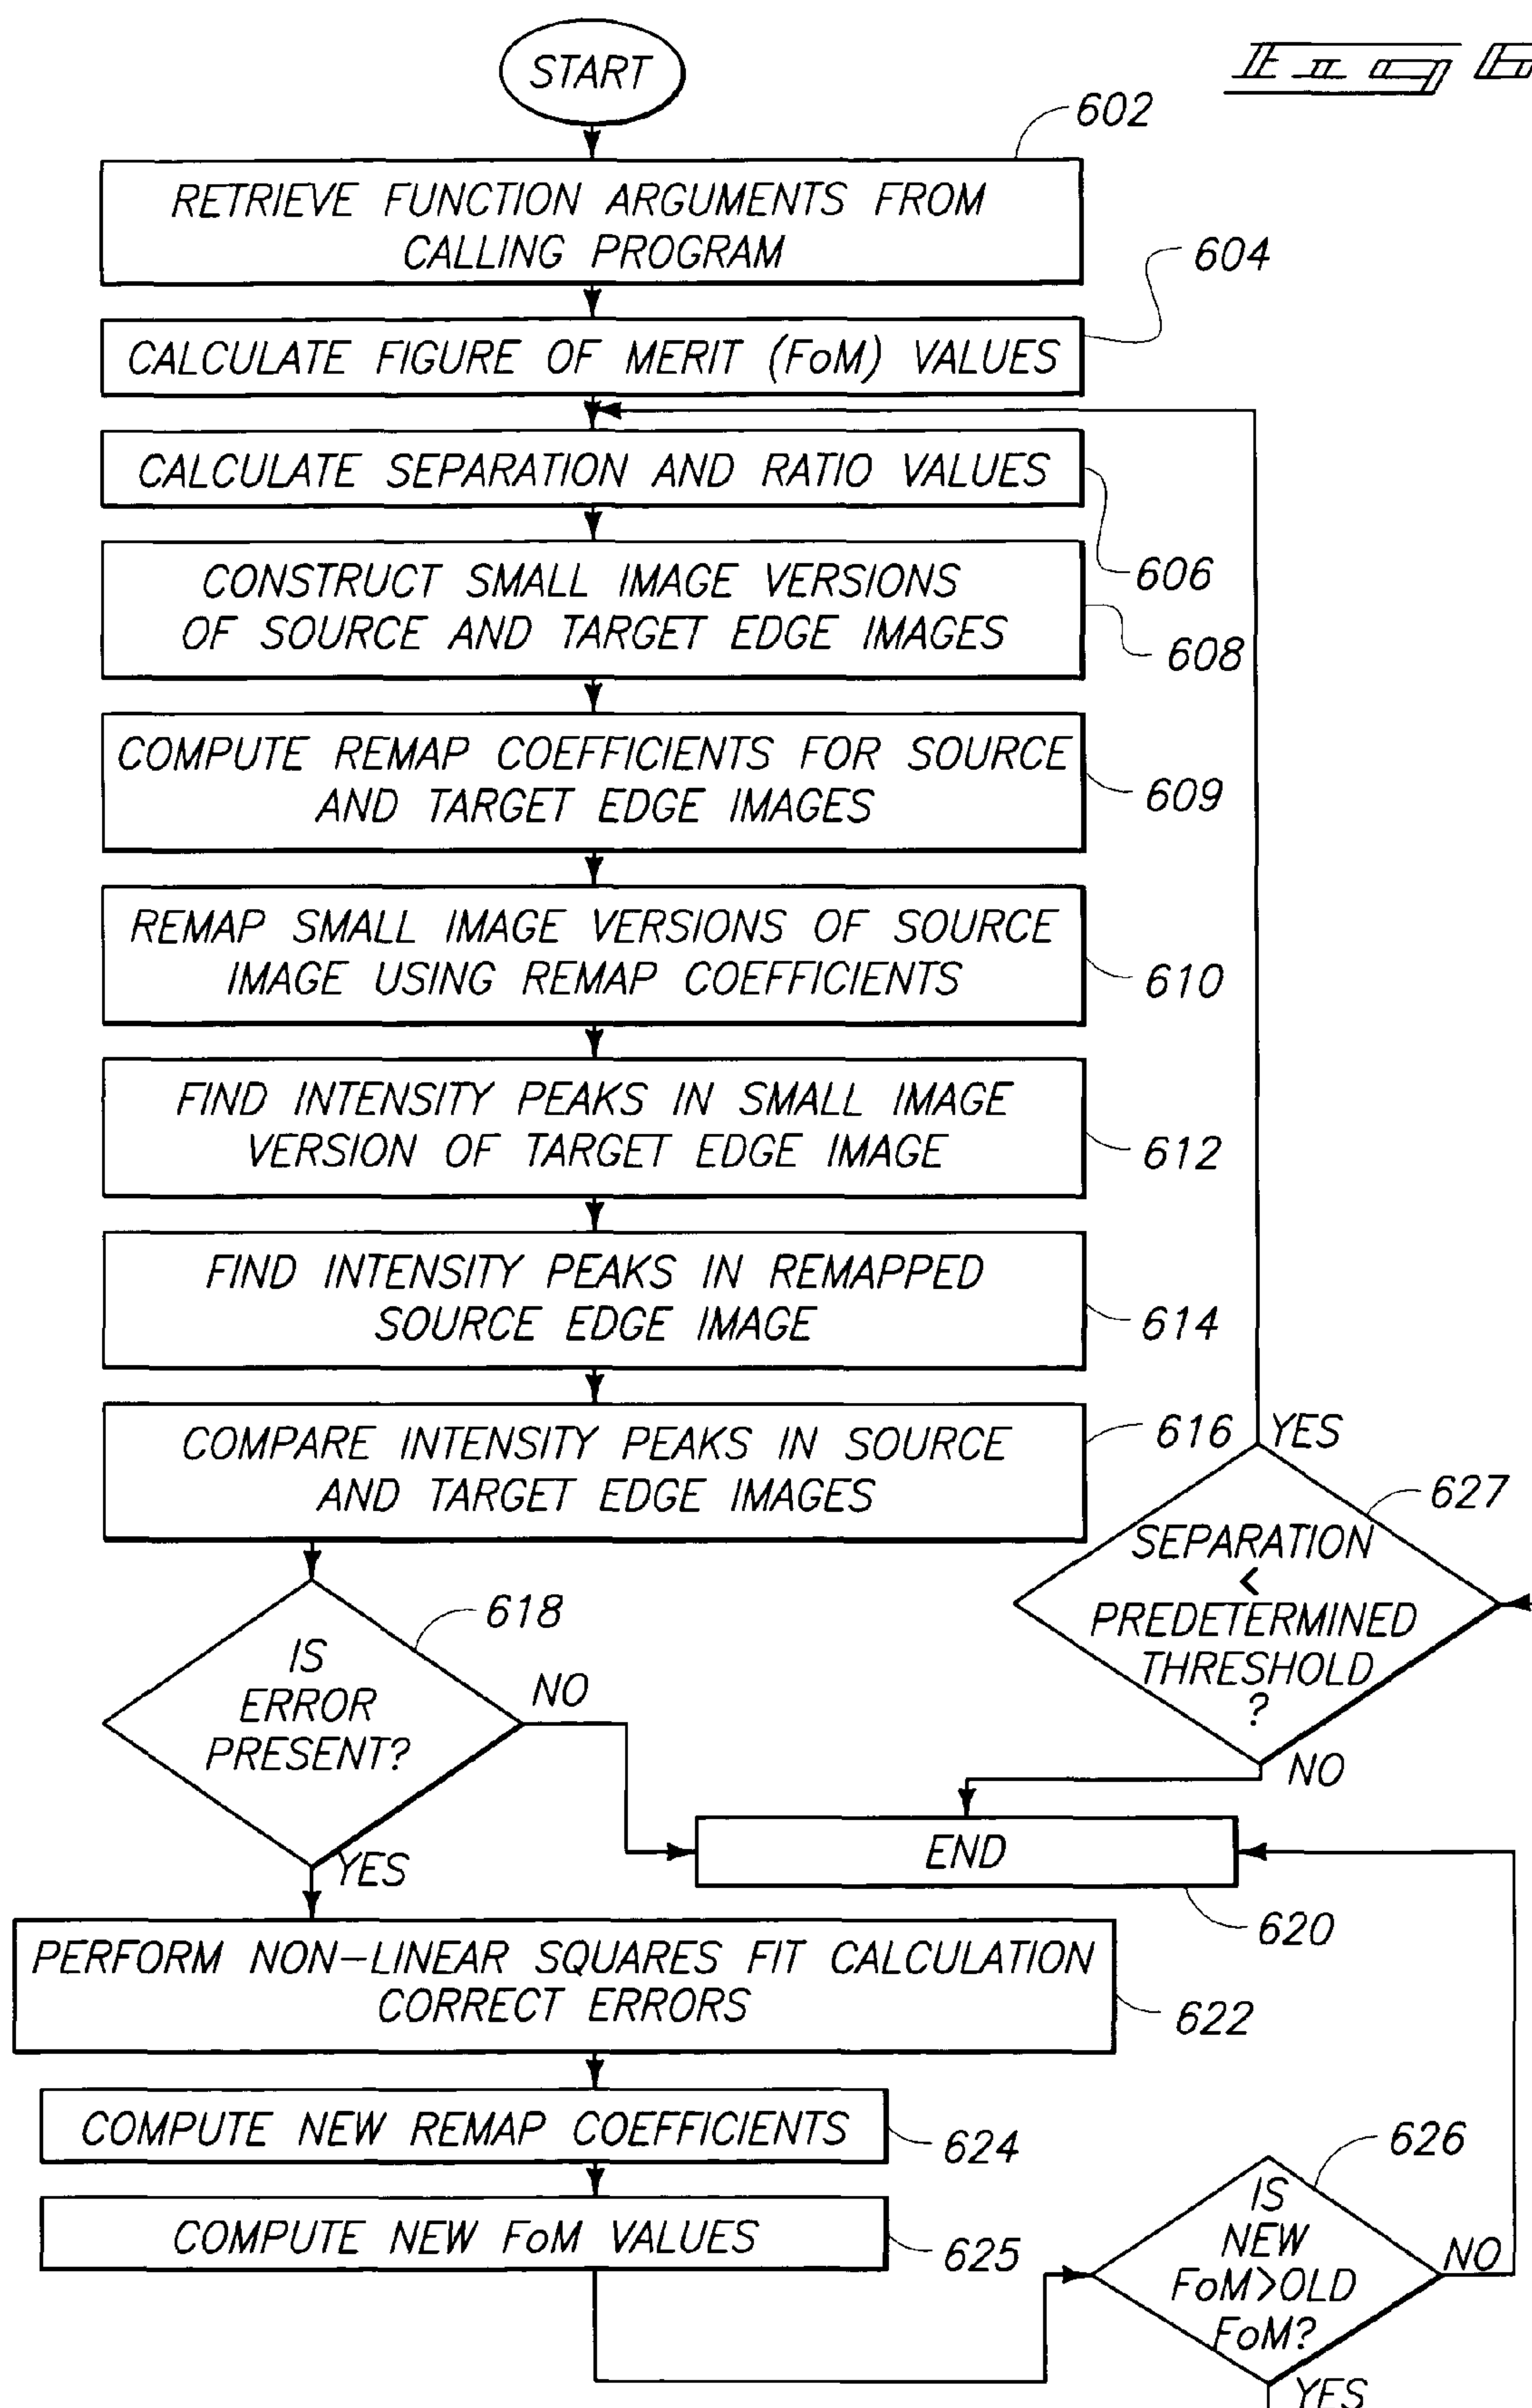 Fig 6
START
602
RETRIEVE FUNCTION ARGUMENTS FROM
CALLING PROGRAM
604
CALCULATE FIGURE OF MERIT (FoM) VALUES
CALCULATE SEPARATION AND RATIO VALUES
606
CONSTRUCT SMALL IMAGE VERSIONS
OF SOURCE AND TARGET EDGE IMAGES
608
COMPUTE REMAP COEFFICIENTS FOR SOURCE
AND TARGET EDGE IMAGES
609
REMAP SMALL IMAGE VERSIONS OF SOURCE
IMAGE USING REMAP COEFFICIENTS
610
FIND INTENSITY PEAKS IN SMALL IMAGE
VERSION OF TARGET EDGE IMAGE
612
FIND INTENSITY PEAKS IN REMAPPED
SOURCE EDGE IMAGE
614
COMPARE INTENSITY PEAKS IN SOURCE
AND TARGET EDGE IMAGES
616
YES
627
SEPARATION
<
PREDETERMINED
THRESHOLD
?
NO
618
IS
ERROR
PRESENT?
NO
YES
END
620
PERFORM NON-LINEAR SQUARES FIT CALCULATION
CORRECT ERRORS
622
COMPUTE NEW REMAP COEFFICIENTS
624
COMPUTE NEW FoM VALUES
625
626
IS
NEW
FoM>OLD
FoM?
NO
YES